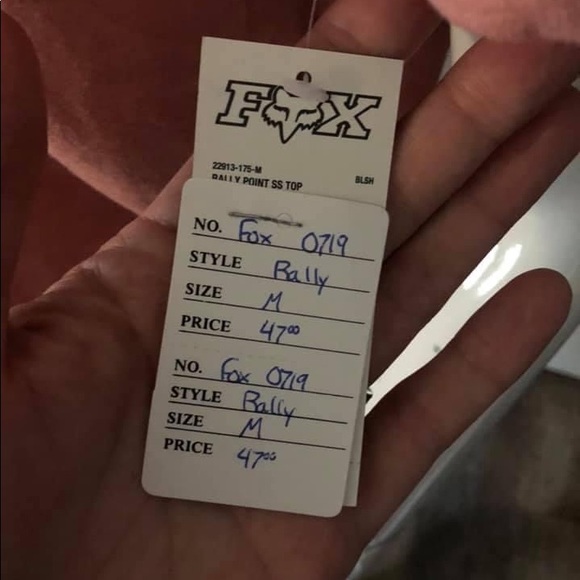 FOX
22913-175-M
RALLY POINT SS TOP BLSH
NO. Fox 0719
STYLE Rally
SIZE M
PRICE 47⁰⁰
NO. Fox 0719
STYLE Rally
SIZE M
PRICE 47⁰⁰